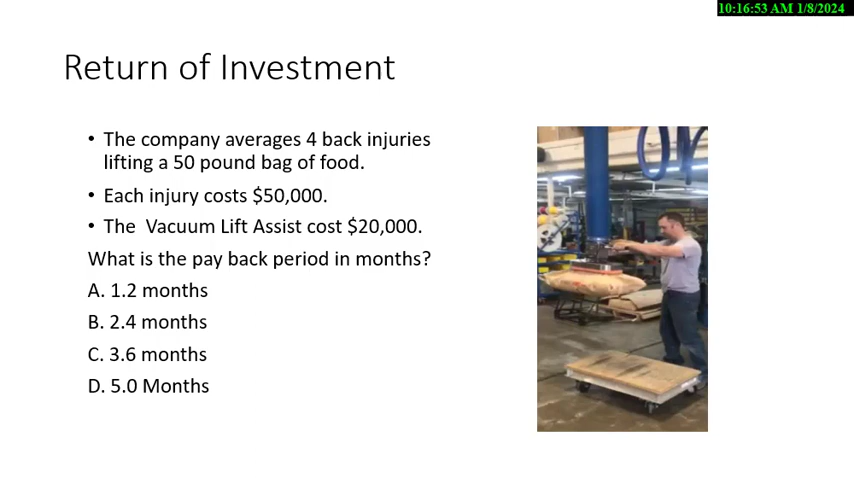 10:16:53 AM 1/8/2024
Return of Investment
• The company averages 4 back injuries
lifting a 50 pound bag of food.
• Each injury costs $50,000.
• The Vacuum Lift Assist cost $20,000.
What is the pay back period in months?
A. 1.2 months
B. 2.4 months
C. 3.6 months
D. 5.0 Months